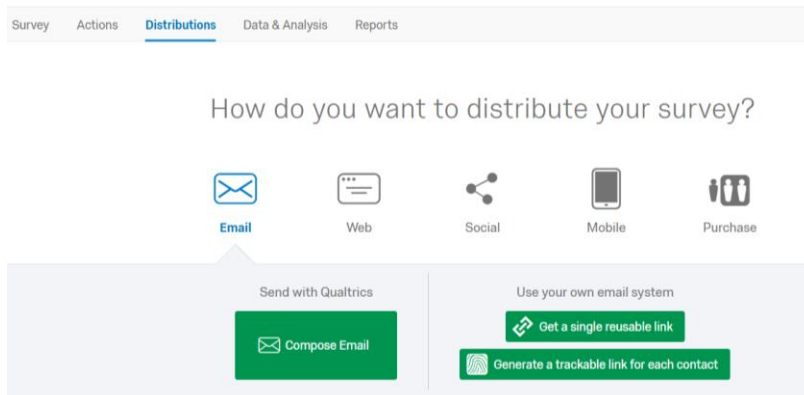 Survey Actions Distributions Data & Analysis Reports
How do you want to distribute your survey?
Email Web Social Mobile Purchase
Send with Qualtrics
Compose Email
Use your own email system
Get a single reusable link
Generate a trackable link for each contact